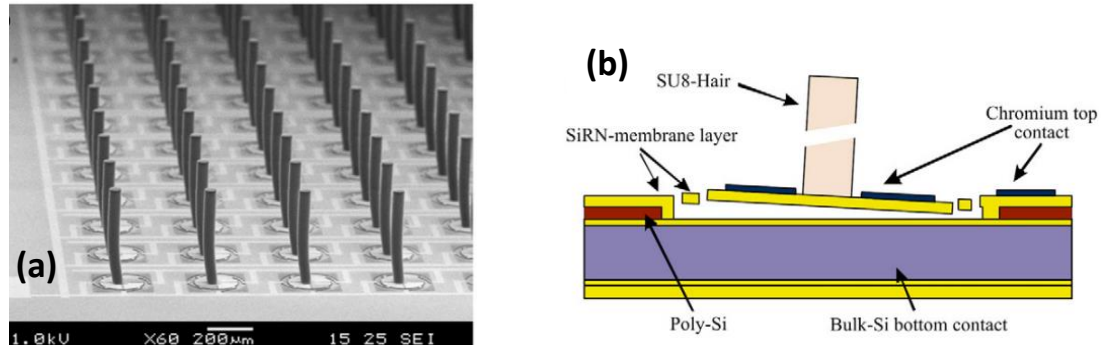 (a)
1.0kV X60 200μm 15 25 SEI
(b)
SU8-Hair
SiRN-membrane layer
Chromium top
contact
Poly-Si
Bulk-Si bottom contact